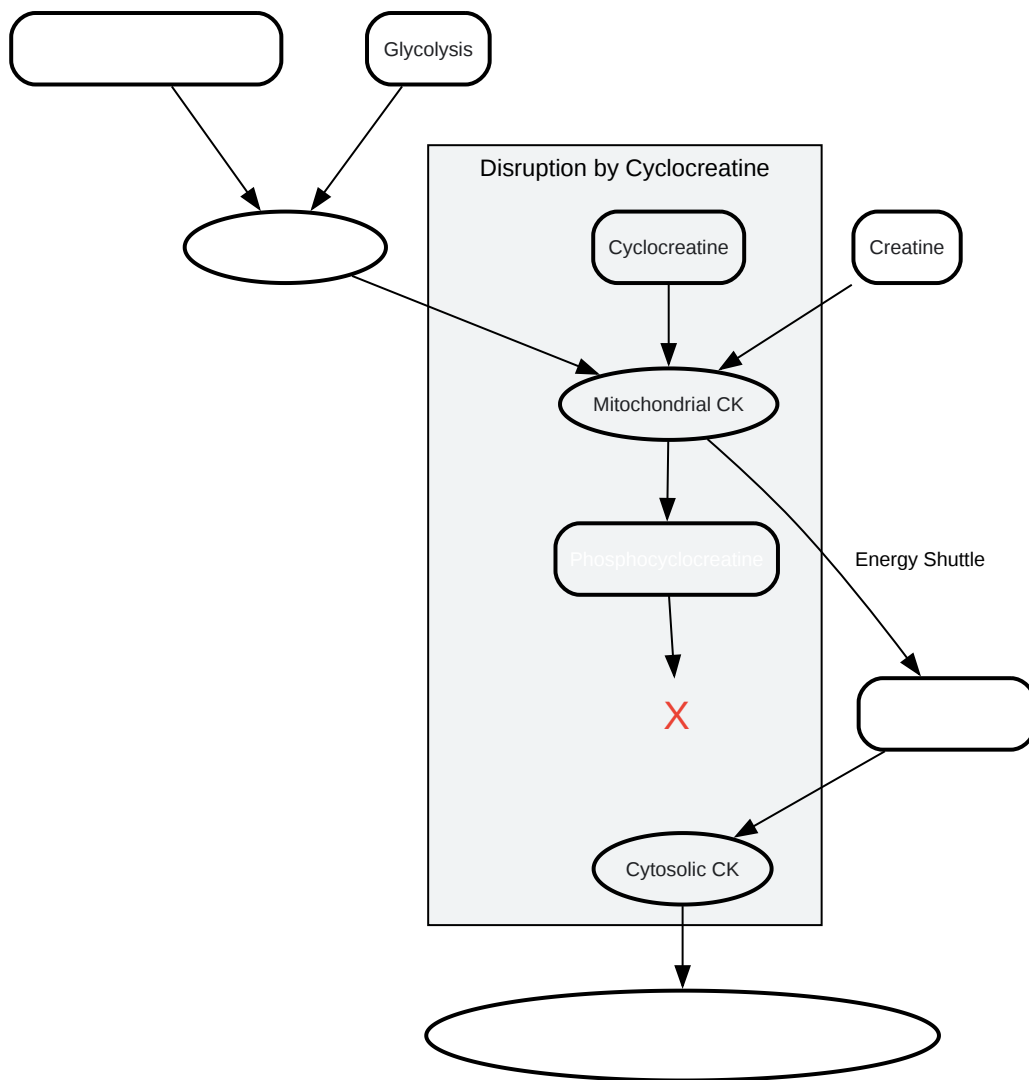 Glycolysis
Disruption by Cyclocreatine
Cyclocreatine
Creatine
Mitochondrial CK
Phosphocyclocreatine
Energy Shuttle
X
Cytosolic CK